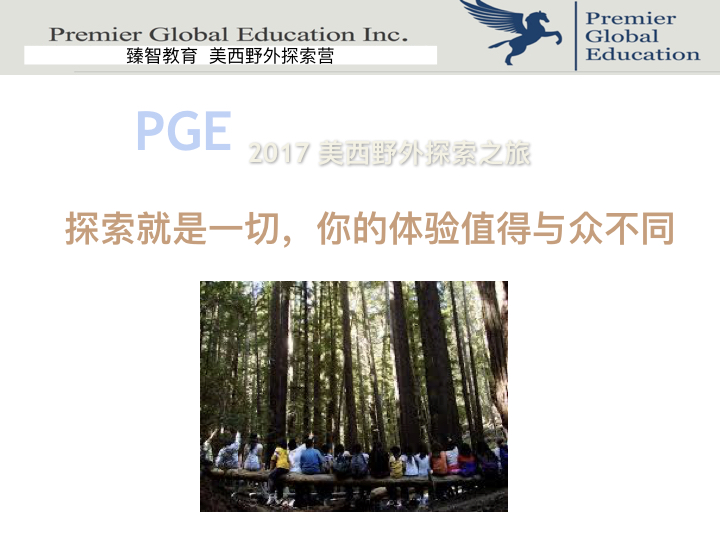 Premier Global Education Inc.
臻智教育 美西野外探索营
Premier
Global
Education
PGE 2017 美西野外探索之旅
探索就是一切，你的体验值得与众不同